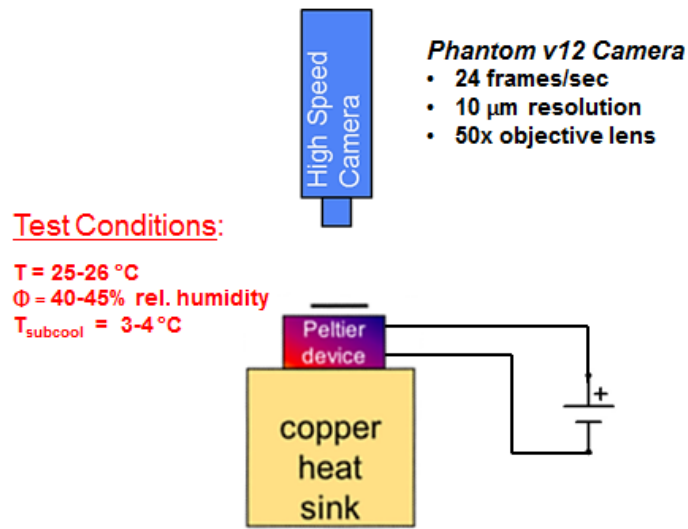 High Speed
Camera
Phantom v12 Camera
• 24 frames/sec
• 10 μm resolution
• 50x objective lens
Test Conditions:
T = 25-26 °C
Φ = 40-45% rel. humidity
Tsubcool = 3-4 °C
Peltier
device
+
copper
heat
sink